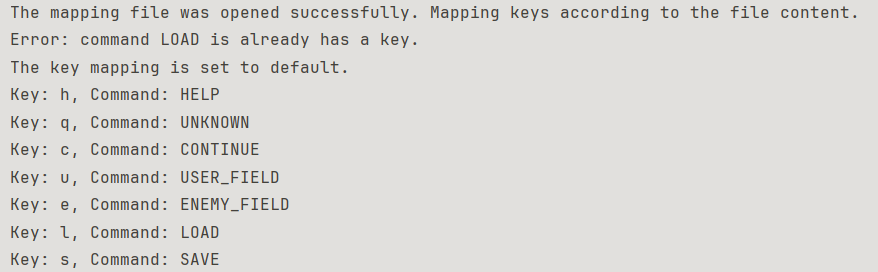 The mapping file was opened successfully. Mapping keys according to the file content.
Error: command LOAD is already has a key.
The key mapping is set to default.
Key: h, Command: HELP
Key: q, Command: UNKNOWN
Key: c, Command: CONTINUE
Key: u, Command: USER_FIELD
Key: e, Command: ENEMY_FIELD
Key: l, Command: LOAD
Key: s, Command: SAVE